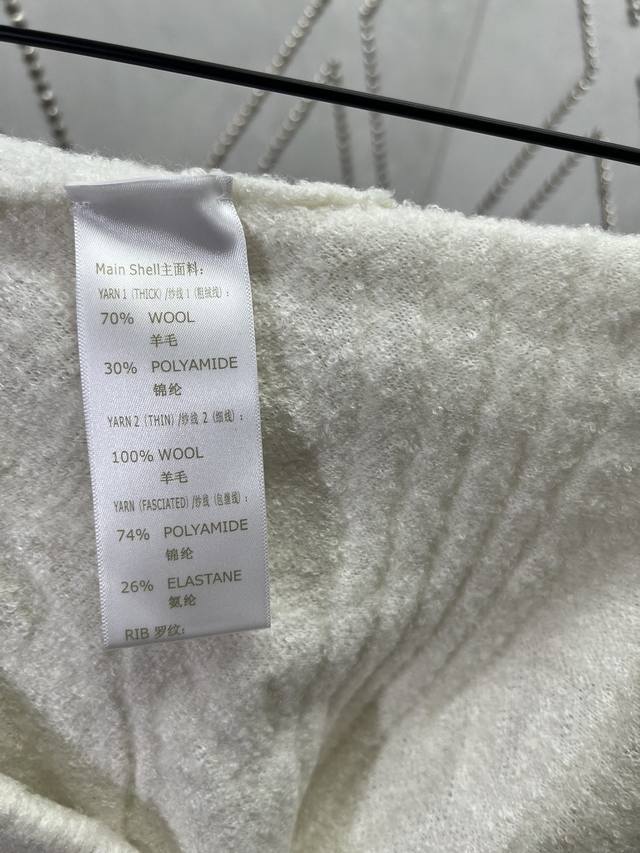 Main Shell主面料:
YARN 1 (THICK) /纱线 1 (粗绒线) :
70% WOOL
羊毛
30% POLYAMIDE
锦纶
YARN 2 (THIN) /纱线 2 (细线) :
100% WOOL
羊毛
YARN (FASCIATED) /纱线 (包缠线) :
74% POLYAMIDE
锦纶
26% ELASTANE
氨纶
RIB 罗纹: